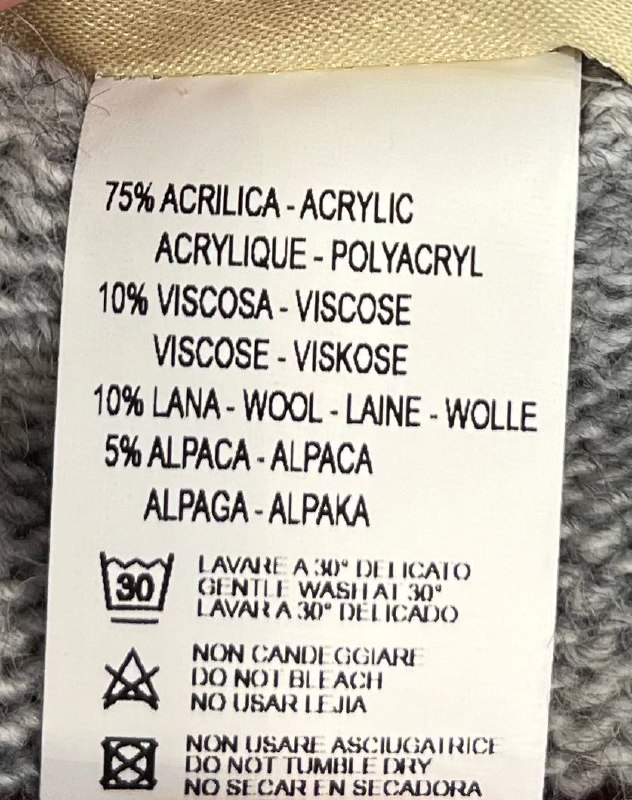 75% ACRILICA - ACRYLIC
ACRYLIQUE - POLYACRYL
10% VISCOSA - VISCOSE
VISCOSE - VISKOSE
10% LANA - WOOL - LAINE - WOLLE
5% ALPACA - ALPACA
ALPAGA - ALPAKA
30
LAVARE A 30° DELICATO
GENTLE WASH AT 30°
LAVAR A 30° DELICADO
NON CANDEGGIARE
DO NOT BLEACH
NO USAR LEJIA
NON USARE ASCIUGATRICE
DO NOT TUMBLE DRY
NO SECAR EN SECADORA